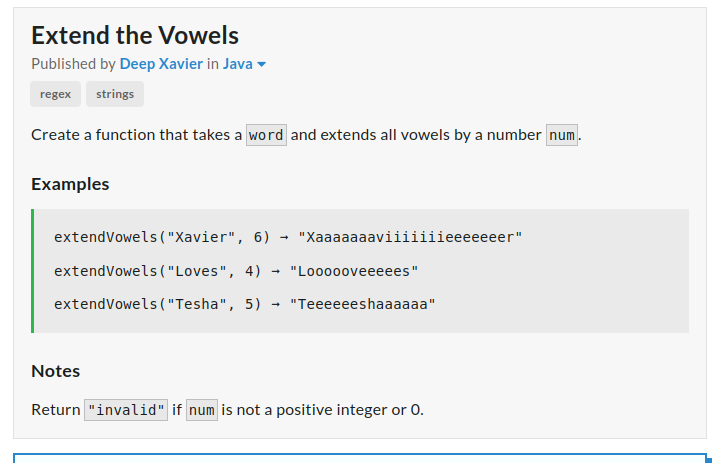 Extend the Vowels
Published by Deep Xavier in Java
regex strings
Create a function that takes a word and extends all vowels by a number num.
Examples
extendVowels("Xavier", 6) → "Xaaaaaaaviiiiiiieeeeeeer"
extendVowels("Loves", 4) → "Loooooveeeees"
extendVowels("Tesha", 5) → "Teeeeeeshaaaaaa"
Notes
Return "invalid" if num is not a positive integer or 0.